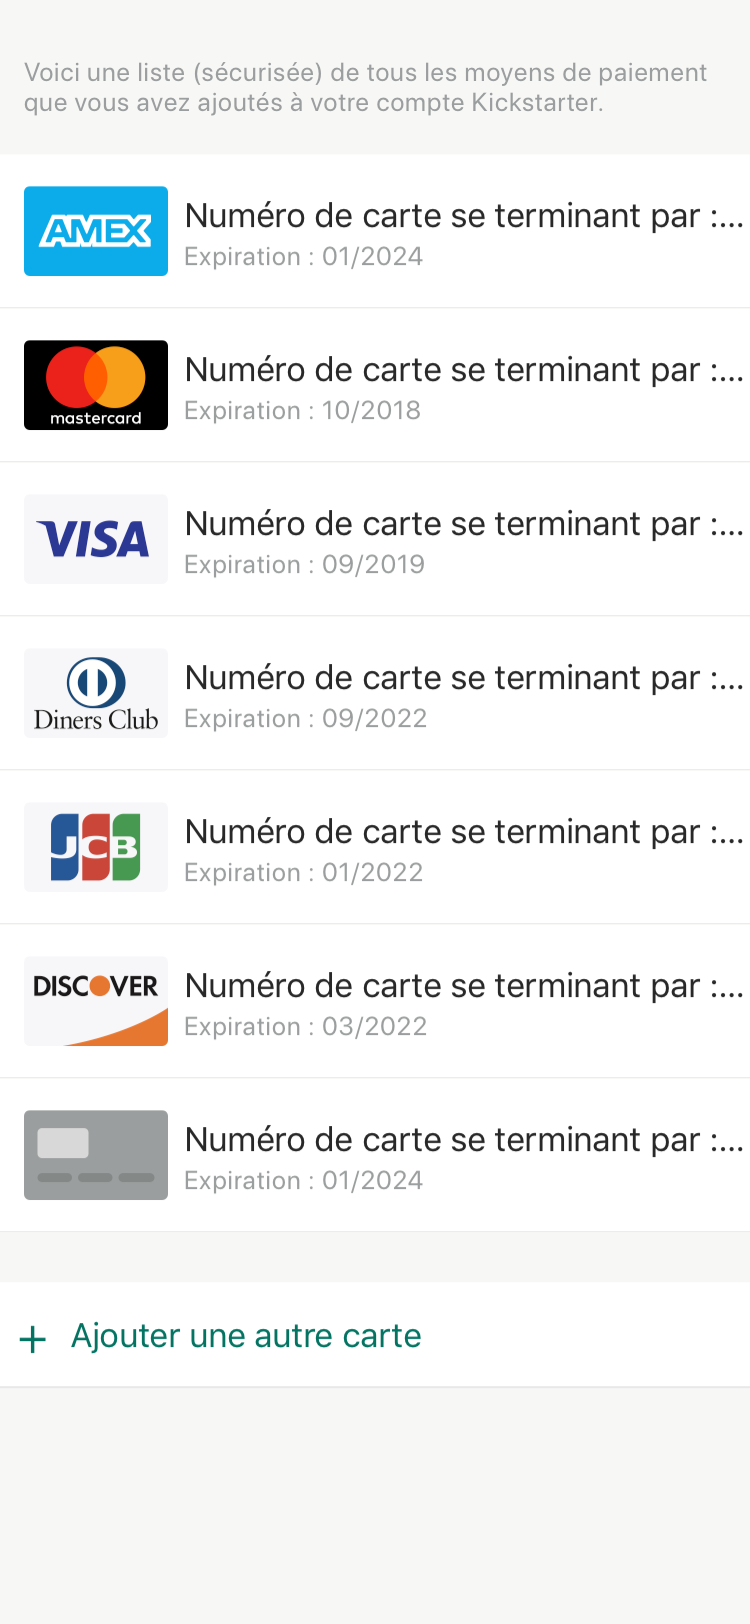 Voici une liste (sécurisée) de tous les moyens de paiement
que vous avez ajoutés à votre compte Kickstarter.
AMEX
Numéro de carte se terminant par :...
Expiration : 01/2024
mastercard
Numéro de carte se terminant par :...
Expiration : 10/2018
VISA
Numéro de carte se terminant par :...
Expiration : 09/2019
Diners Club
Numéro de carte se terminant par :...
Expiration : 09/2022
JCB
Numéro de carte se terminant par :...
Expiration : 01/2022
DISCOVER
Numéro de carte se terminant par :...
Expiration : 03/2022
Numéro de carte se terminant par :...
Expiration : 01/2024
+ Ajouter une autre carte